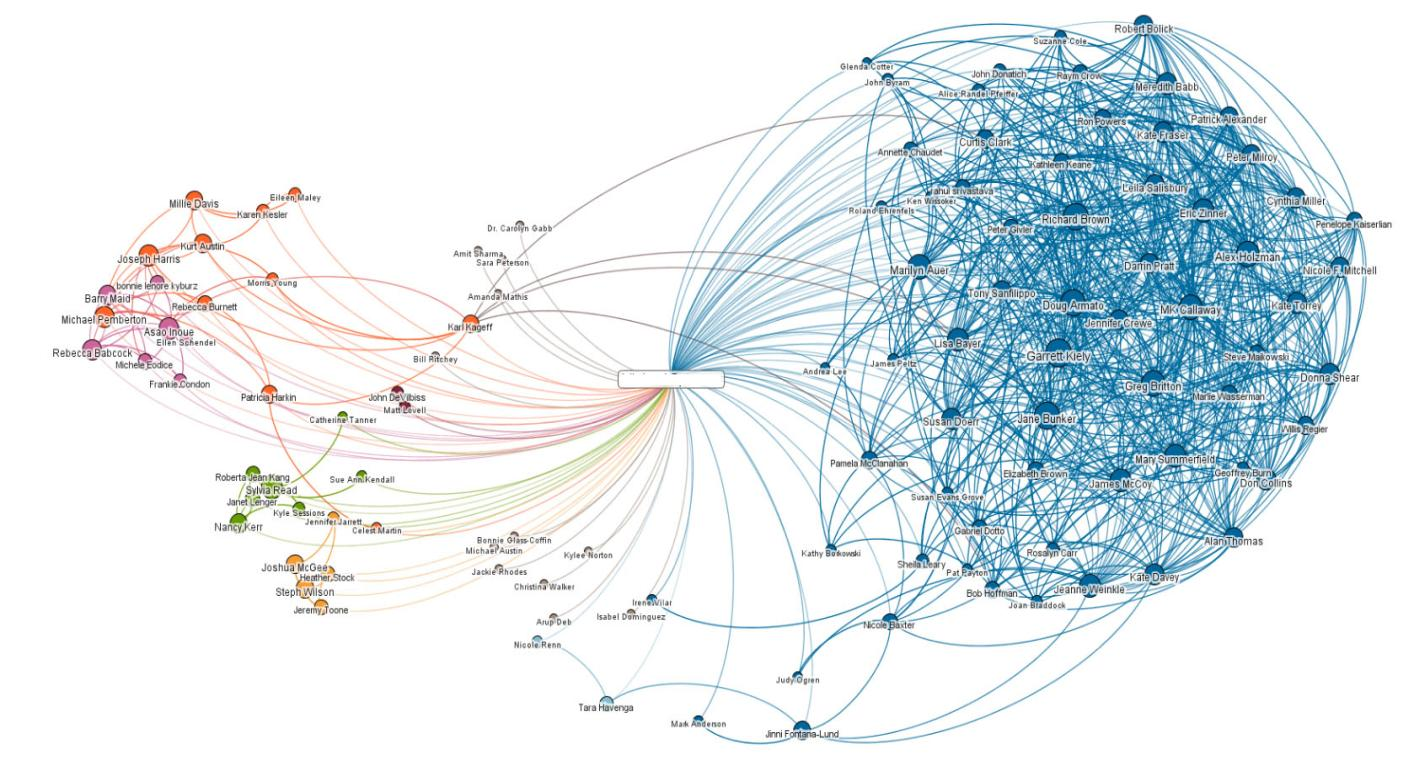 Robert Bolick
Suzanne Cole
Glenda Cotter
John Donatich
Raym Crow
John Byram
Meredith Babb
Alice Randel Pfeiffer
Ron Powers
Patrick Alexander
Kate Fraser
Curtis Clark
Annette Chaudet
Peter Milroy
Kathleen Keane
Leila Salisbury
rahul srivastava
Ken Wissoker
Cynthia Miller
Roland Ehrenfels
Eric Zinner
Richard Brown
Penelope Kaiserlian
Peter Givler
Alex Holzman
Damn Pratt
Marilyn Auer
Nicole F. Mitchell
Tony Sanfilippo
Doug Armato
MK Callaway
Kate Torrey
Jennifer Crewe
Lisa Bayer
Garrett Kiely
Steve Maikowski
James Peltz
Andrea Lee
Donna Shear
Greg Britton
Marlie Wasserman
Susan Doerr
Jane Bunker
Willis Regier
Pamela McClanahan
Mary Summerfield
Elizabeth Brown
Geoffrey Burn
James McCoy
Don Collins
Susan Evans Grove
Gabriel Dotto
Alan Thomas
Kathy Borkowski
Rosalyn Carr
Sheila Leary
Pat Payton
Kate Davey
Bob Hoffman
Jeanne Weinkle
Joan Braddock
Nicole Baxter
Judy Ogren
Jinni Fontana-Lund
Mark Anderson
Tara Havenga
Nicole Renn
Irene Vilar
Isabel Dominguez
Arup Deb
Christina Walker
Jackie Rhodes
Kylee Norton
Michael Austin
Bonnie Glass-Coffin
Eileen Maley
Millie Davis
Karen Kesler
Dr. Carolyn Gabb
Kurt Austin
Amit Sharma
Sara Peterson
Joseph Harris
Morris Young
bonnie lenore kyburz
Barry Maid
Amanda Mathis
Rebecca Burnett
Michael Pemberton
Karl Kageff
Asao Inoue
Ellen Schendel
Rebecca Babcock
Bill Ritchey
Michele Eodice
Frankie Condon
Patricia Harkin
John DeVilbiss
Matt Lovell
Catherine Tanner
Roberta Jean Kang
Sue Ann Kendall
Sylvia Read
Janet Lenger
Kyle Sessions
Nancy Kerr
Jennifer Jarrett
Celest Martin
Joshua McGee
Heather Stock
Steph Wilson
Jeremy Toone